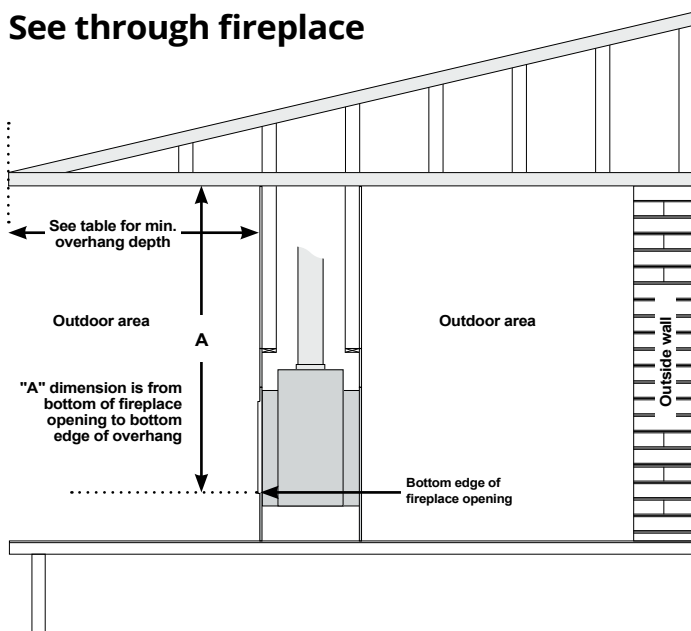 See through fireplace
See table for min.
overhang depth
Outdoor area
A
Outdoor area
Outside wall
"A" dimension is from
bottom of fireplace
opening to bottom
edge of overhang
Bottom edge of
fireplace opening